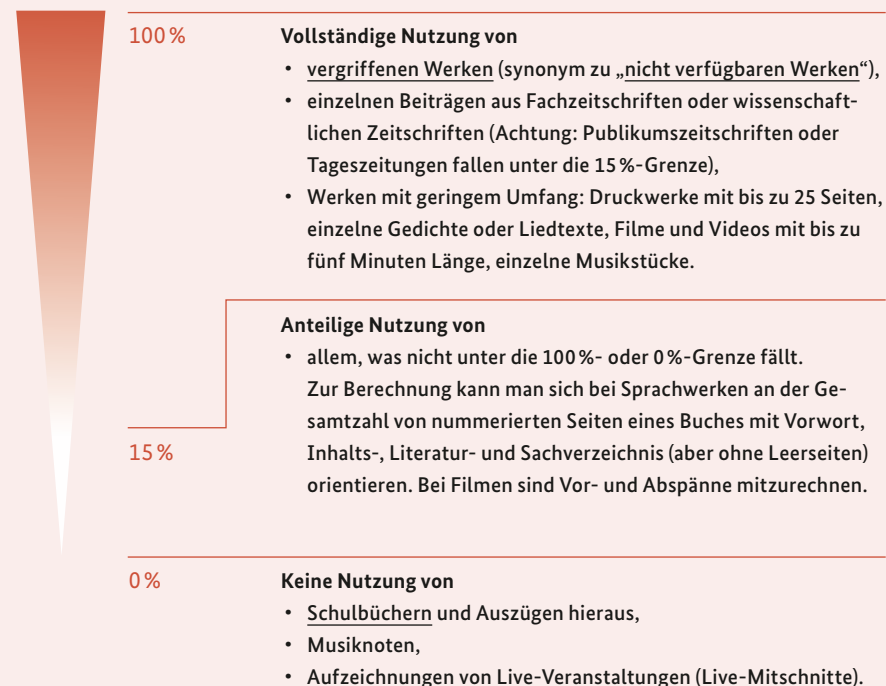 100 %
Vollständige Nutzung von
• vergriffenen Werken (synonym zu „nicht verfügbaren Werken“),
• einzelnen Beiträgen aus Fachzeitschriften oder wissenschaft-
lichen Zeitschriften (Achtung: Publikumszeitschriften oder
Tageszeitungen fallen unter die 15 %-Grenze),
• Werken mit geringem Umfang: Druckwerke mit bis zu 25 Seiten,
einzelne Gedichte oder Liedtexte, Filme und Videos mit bis zu
fünf Minuten Länge, einzelne Musikstücke.
15 %
Anteilige Nutzung von
• allem, was nicht unter die 100 %- oder 0 %-Grenze fällt.
Zur Berechnung kann man sich bei Sprachwerken an der Ge-
samtzahl von nummerierten Seiten eines Buches mit Vorwort,
Inhalts-, Literatur- und Sachverzeichnis (aber ohne Leerseiten)
orientieren. Bei Filmen sind Vor- und Abspänne mitzurechnen.
0 %
Keine Nutzung von
• Schulbüchern und Auszügen hieraus,
• Musiknoten,
• Aufzeichnungen von Live-Veranstaltungen (Live-Mitschnitte).